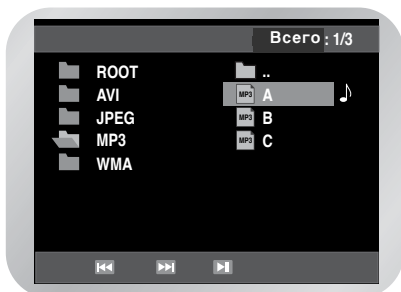 Всего : 1/3
ROOT
AVI
JPEG
MP3
WMA
..
MP3 A
MP3 B
MP3 C